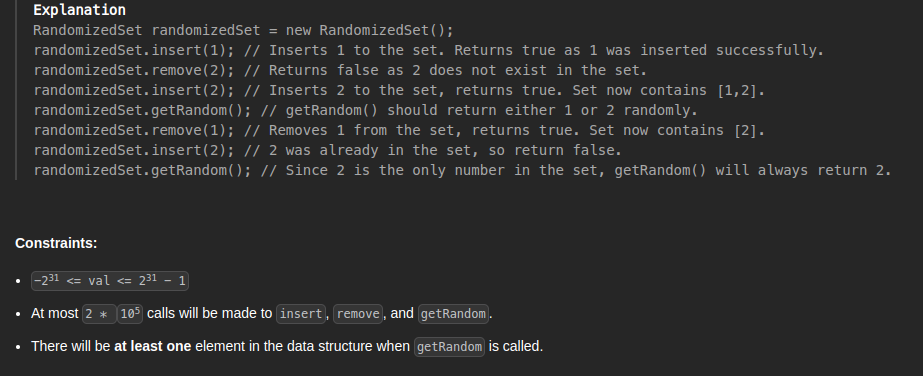 Explanation
RandomizedSet randomizedSet = new RandomizedSet();
randomizedSet.insert(1); // Inserts 1 to the set. Returns true as 1 was inserted successfully.
randomizedSet.remove(2); // Returns false as 2 does not exist in the set.
randomizedSet.insert(2); // Inserts 2 to the set, returns true. Set now contains [1,2].
randomizedSet.getRandom(); // getRandom() should return either 1 or 2 randomly.
randomizedSet.remove(1); // Removes 1 from the set, returns true. Set now contains [2].
randomizedSet.insert(2); // 2 was already in the set, so return false.
randomizedSet.getRandom(); // Since 2 is the only number in the set, getRandom() will always return 2.
Constraints:
• -2³¹ <= val <= 2³¹ - 1
• At most 2 * 10⁵ calls will be made to insert, remove, and getRandom.
• There will be at least one element in the data structure when getRandom is called.